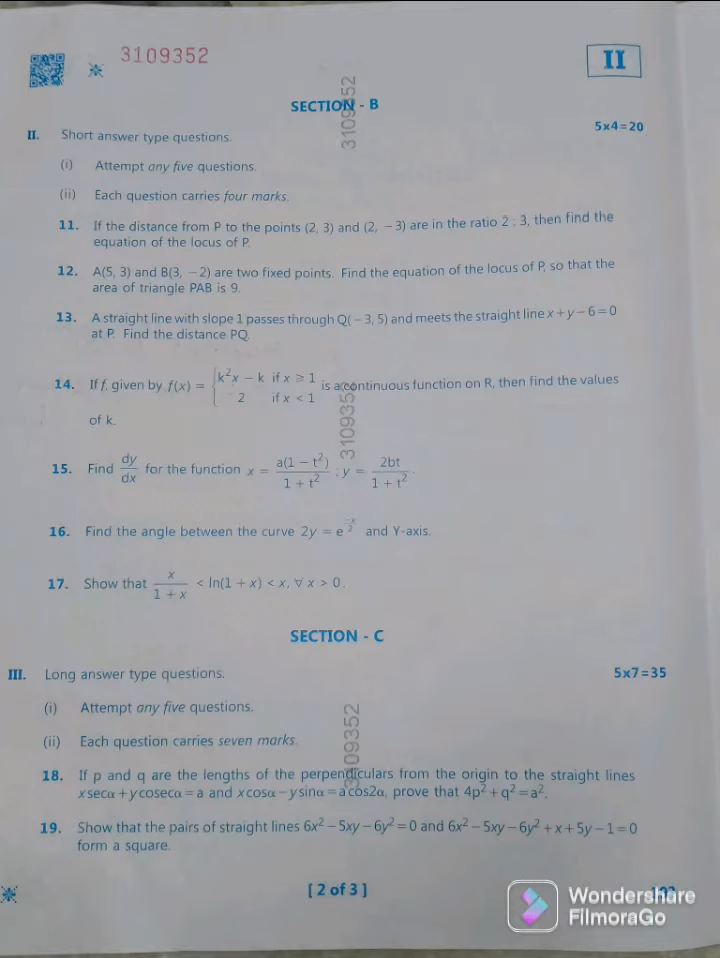 3109352
II
SECTION - B
3109352
5x4=20
II. Short answer type questions.
(i) Attempt any five questions.
(ii) Each question carries four marks.
11. If the distance from P to the points (2, 3) and (2, −3) are in the ratio 2 : 3, then find the
equation of the locus of P.
12. A(5, 3) and B(3, −2) are two fixed points. Find the equation of the locus of P, so that the
area of triangle PAB is 9.
13. A straight line with slope 1 passes through Q(−3, 5) and meets the straight line x+y−6=0
at P. Find the distance PQ.
14. If f, given by f(x) = { k²x − k if x ≥ 1
2 if x < 1 is a continuous function on R, then find the values
of k.
3109352
15. Find dy/dx for the function x = a(1 − t²)/1 + t² ; y = 2bt/1 + t².
16. Find the angle between the curve 2y = e^(−x/2) and Y-axis.
17. Show that x/1 + x < ln(1 + x) < x, ∀ x > 0.
SECTION - C
III. Long answer type questions. 5x7=35
(i) Attempt any five questions.
(ii) Each question carries seven marks.
3109352
18. If p and q are the lengths of the perpendiculars from the origin to the straight lines
x secα + y cosecα = a and x cosα − y sinα = a cos2α, prove that 4p² + q² = a².
19. Show that the pairs of straight lines 6x² − 5xy − 6y² = 0 and 6x² − 5xy − 6y² + x + 5y − 1 = 0
form a square.
[ 2 of 3 ]
Wondershare
FilmoraGo